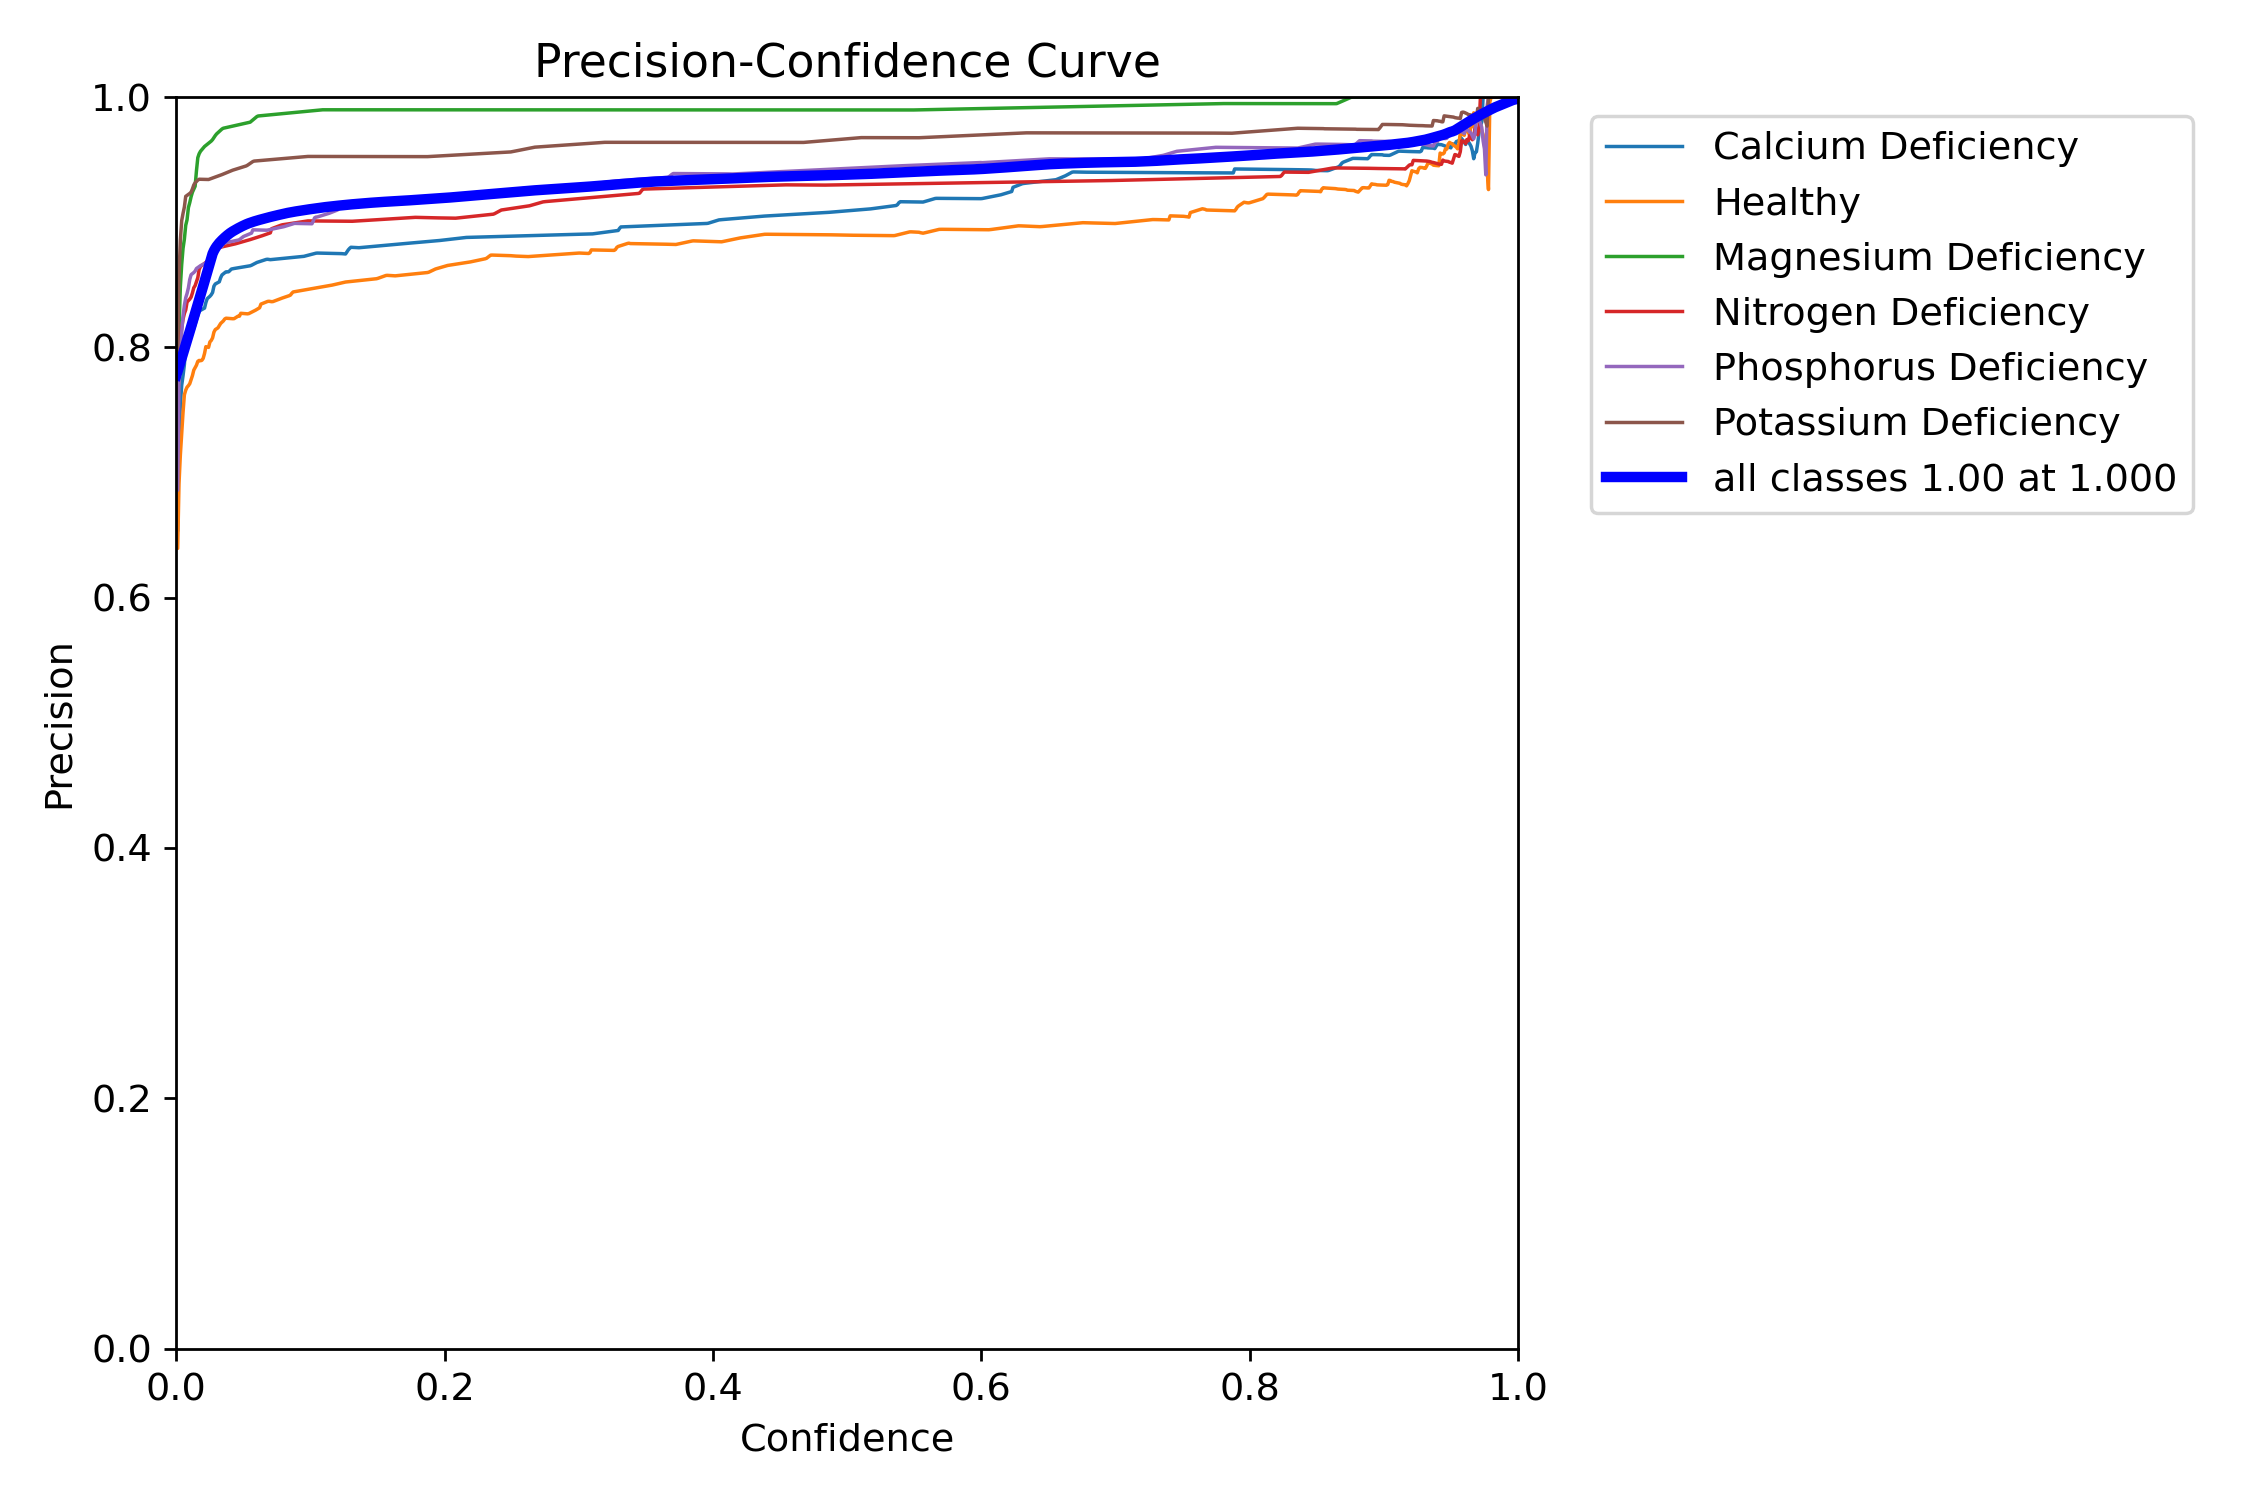 Precision-Confidence Curve
1.0
0.8
0.6
0.4
0.2
0.0
Precision
0.0 0.2 0.4 0.6 0.8 1.0
Confidence
Calcium Deficiency
Healthy
Magnesium Deficiency
Nitrogen Deficiency
Phosphorus Deficiency
Potassium Deficiency
all classes 1.00 at 1.000